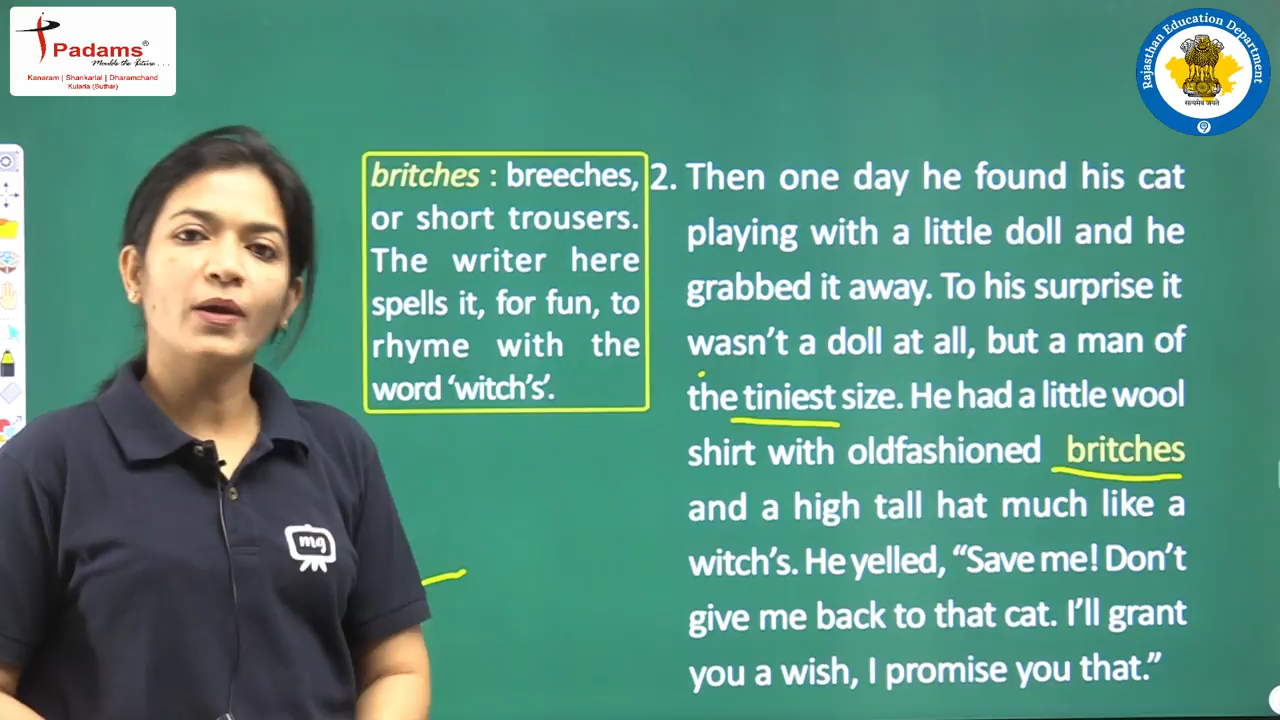 Padams®
Moulds the Future...
Kanaram | Shankarlal | Dharamchand
Kularia (Suthar)
Rajasthan Education Department
सत्यमेव जयते
britches : breeches,
or short trousers.
The writer here
spells it, for fun, to
rhyme with the
word ‘witch’s’.
2. Then one day he found his cat
playing with a little doll and he
grabbed it away. To his surprise it
wasn’t a doll at all, but a man of
the tiniest size. He had a little wool
shirt with oldfashioned britches
and a high tall hat much like a
witch’s. He yelled, “Save me! Don’t
give me back to that cat. I’ll grant
you a wish, I promise you that.”
mg